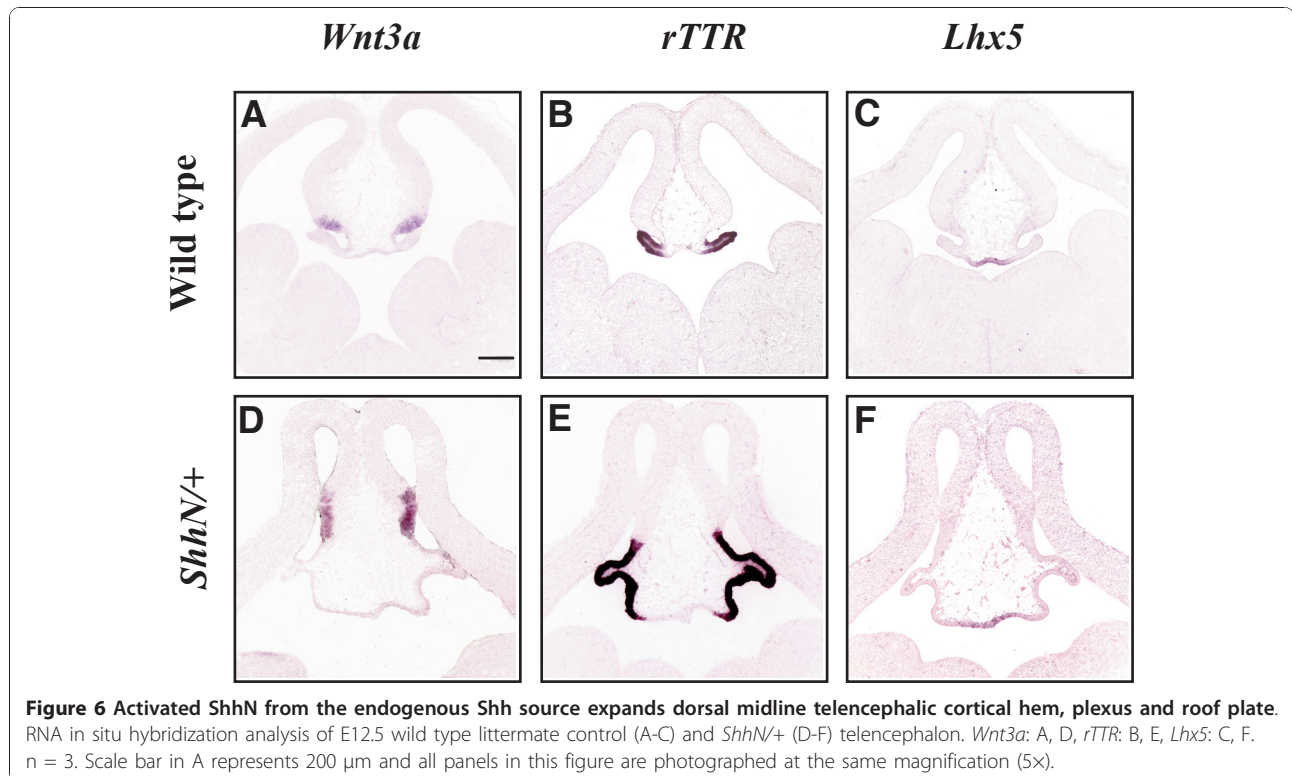 Wnt3a rTTR Lhx5
Wild type
A B C
ShhN/+
D E F
Figure 6 Activated ShhN from the endogenous Shh source expands dorsal midline telencephalic cortical hem, plexus and roof plate.
RNA in situ hybridization analysis of E12.5 wild type littermate control (A-C) and ShhN/+ (D-F) telencephalon. Wnt3a: A, D, rTTR: B, E, Lhx5: C, F.
n = 3. Scale bar in A represents 200 μm and all panels in this figure are photographed at the same magnification (5×).